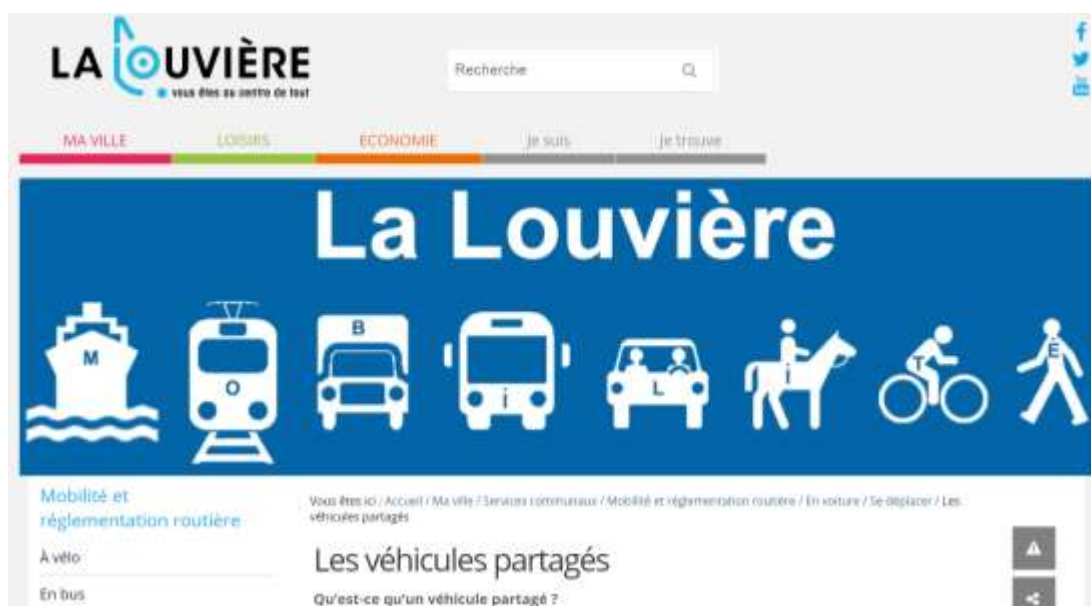 LA LOUVIÈRE
vous êtes au centre de tout
Recherche
MA VILLE
LOISIRS
ECONOMIE
Je suis
Je trouve
La Louvière
M
O
B
i
L
i
T
É
Mobilité et
réglementation routière
À vélo
En bus
Vous êtes ici / Accueil / Ma ville / Services communaux / Mobilité et réglementation routière / En voiture / Se déplacer / Les
véhicules partagés
Les véhicules partagés
Qu'est-ce qu'un véhicule partagé ?